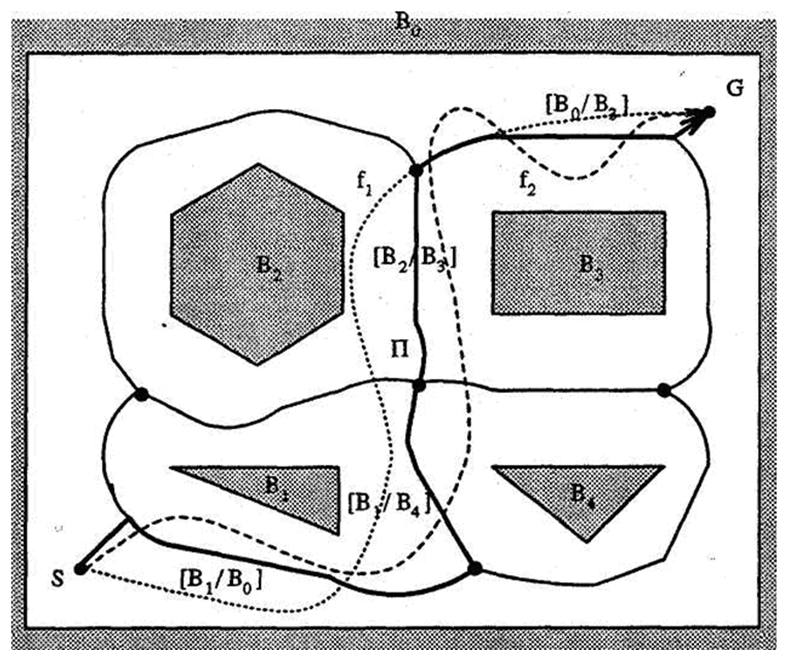 B₀
G
[B₀/B₃]
f₁
f₂
B₂
[B₂/B₃]
B₃
Π
B₁
[B₁/B₄]
B₄
S
[B₁/B₀]